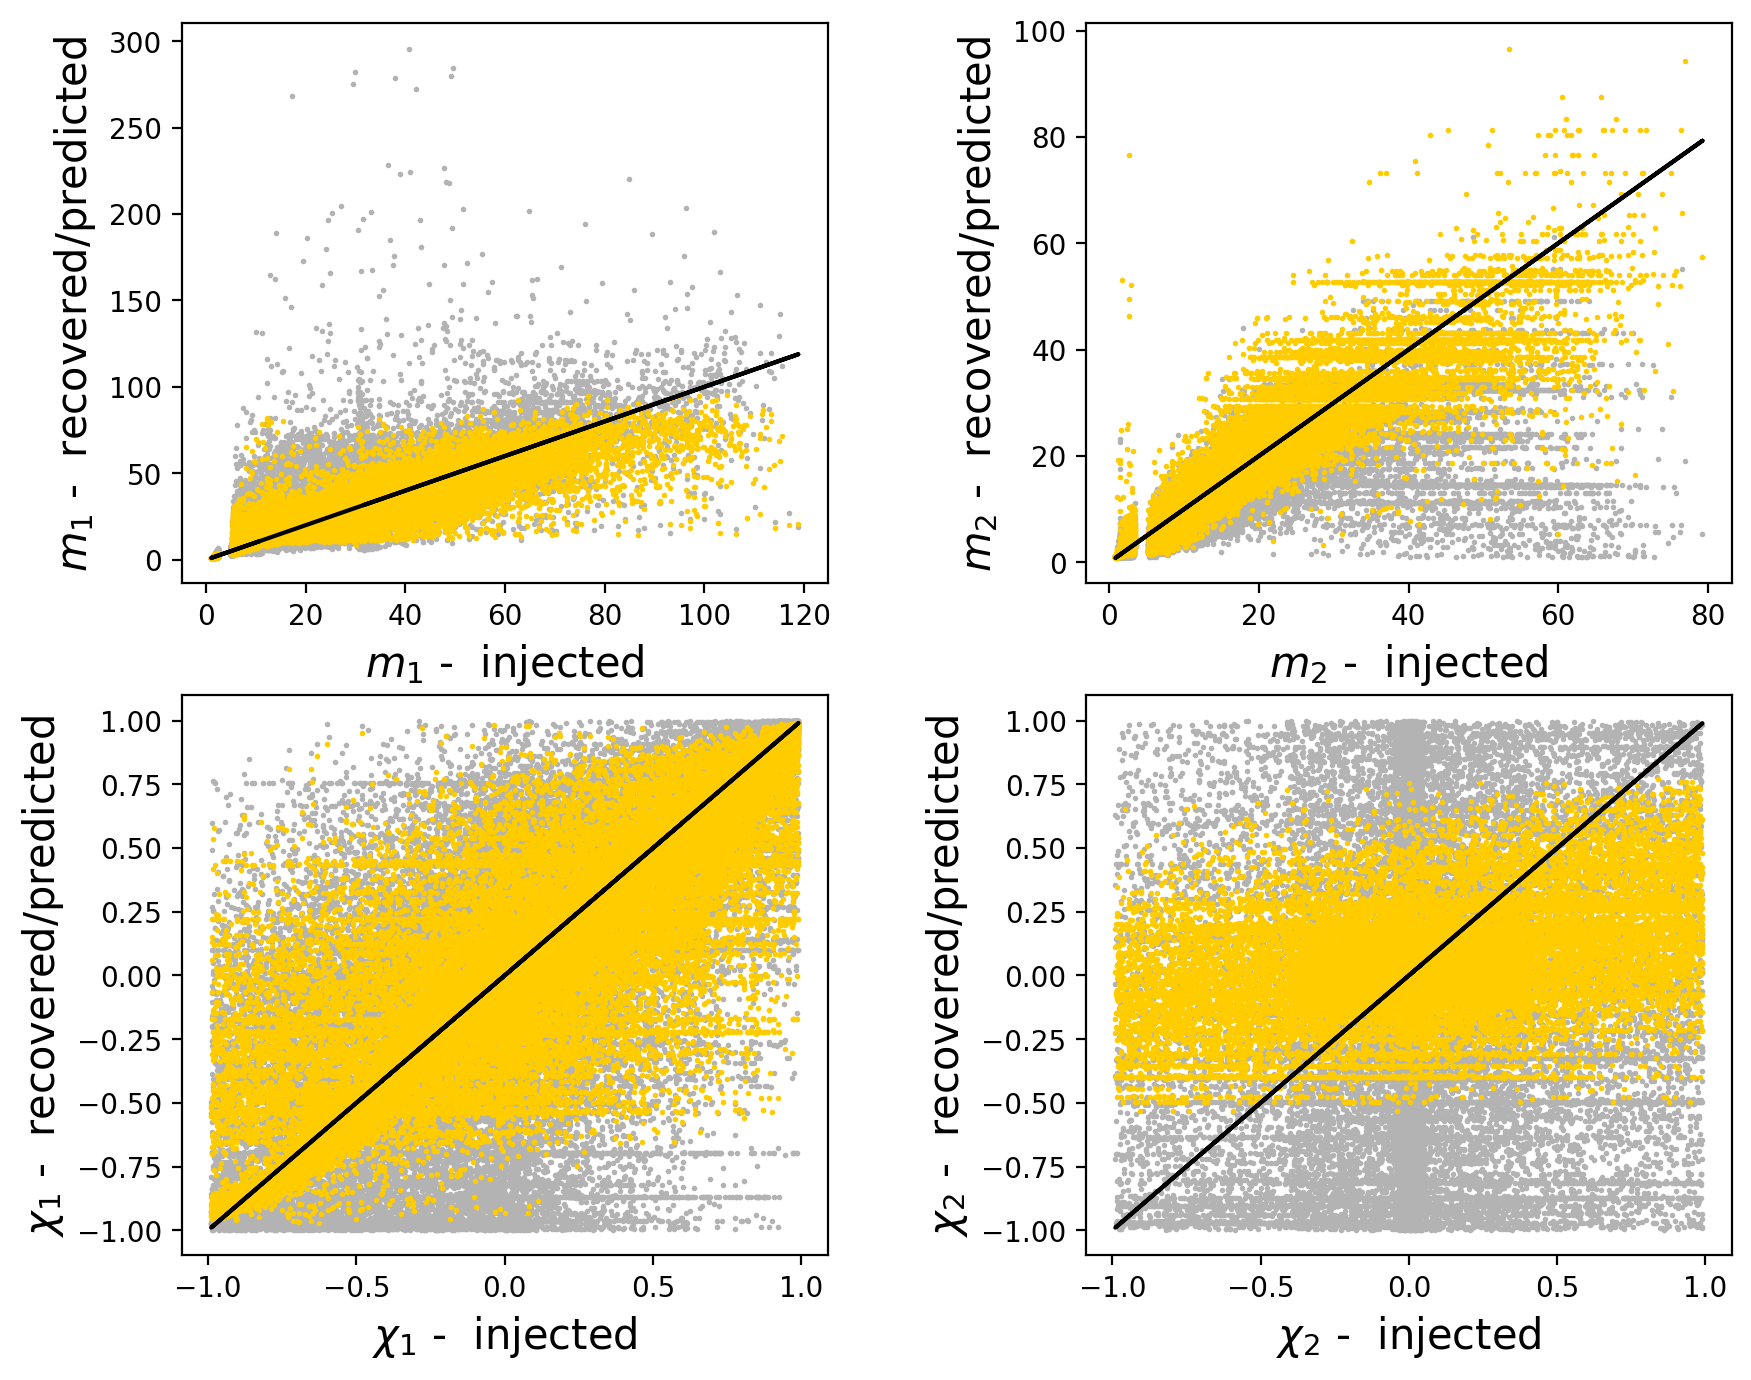 300
250
200
150
100
50
0
m₁ - recovered/predicted
0 20 40 60 80 100 120
m₁ - injected
100
80
60
40
20
0
m₂ - recovered/predicted
0 20 40 60 80
m₂ - injected
1.00
0.75
0.50
0.25
0.00
−0.25
−0.50
−0.75
−1.00
χ₁ - recovered/predicted
−1.0 −0.5 0.0 0.5 1.0
χ₁ - injected
1.00
0.75
0.50
0.25
0.00
−0.25
−0.50
−0.75
−1.00
χ₂ - recovered/predicted
−1.0 −0.5 0.0 0.5 1.0
χ₂ - injected